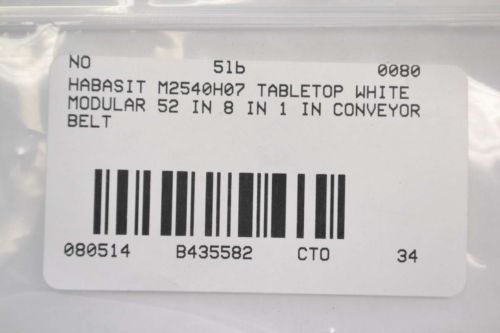 NO 51b 0080
HABASIT M2540H07 TABLETOP WHITE
MODULAR 52 IN 8 IN 1 IN CONVEYOR
BELT
080514 B435582 CTO 34